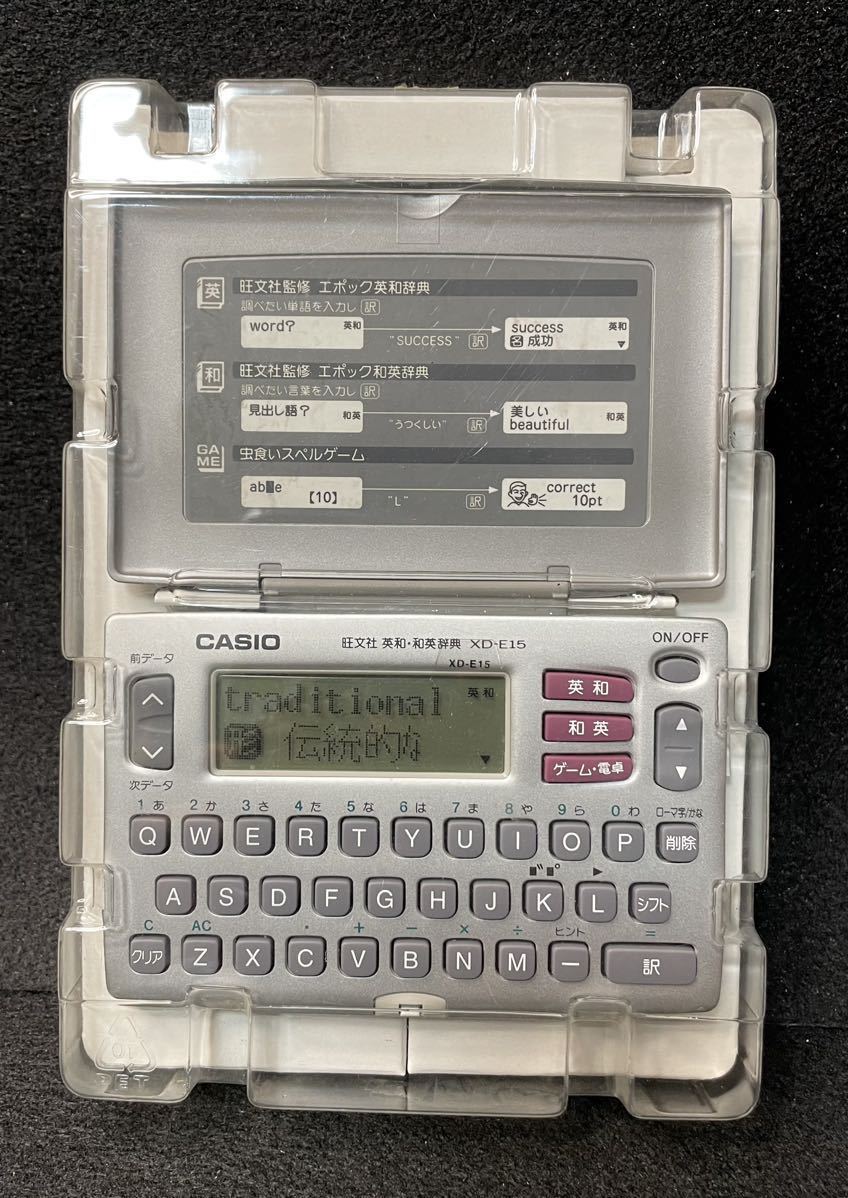 英 旺文社監修 エポック英和辞典
調べたい単語を入力し 訳
word? 英和 "SUCCESS" 訳 success 英和
名 成功 ▼
和 旺文社監修 エポック和英辞典
調べたい言葉を入力し 訳
見出し語? 和英 "うつくしい" 訳 美しい 和英
beautiful
GAME 虫食いスペルゲーム
ab■e 【10】 "L" 訳 correct
10pt
CASIO 旺文社 英和・和英辞典 XD-E15 ON/OFF
XD-E15
前データ
traditional 英和
形 伝統的な ▼
英和
和英
ゲーム・電卓
次データ
1 あ 2 か 3 さ 4 た 5 な 6 は 7 ま 8 や 9 ら 0 わ ローマ字/かな
Q W E R T Y U I O P 削除
A S D F G H J K L シフト
C AC ・ + − × ÷ ヒント =
クリア Z X C V B N M ー 訳
01
PET